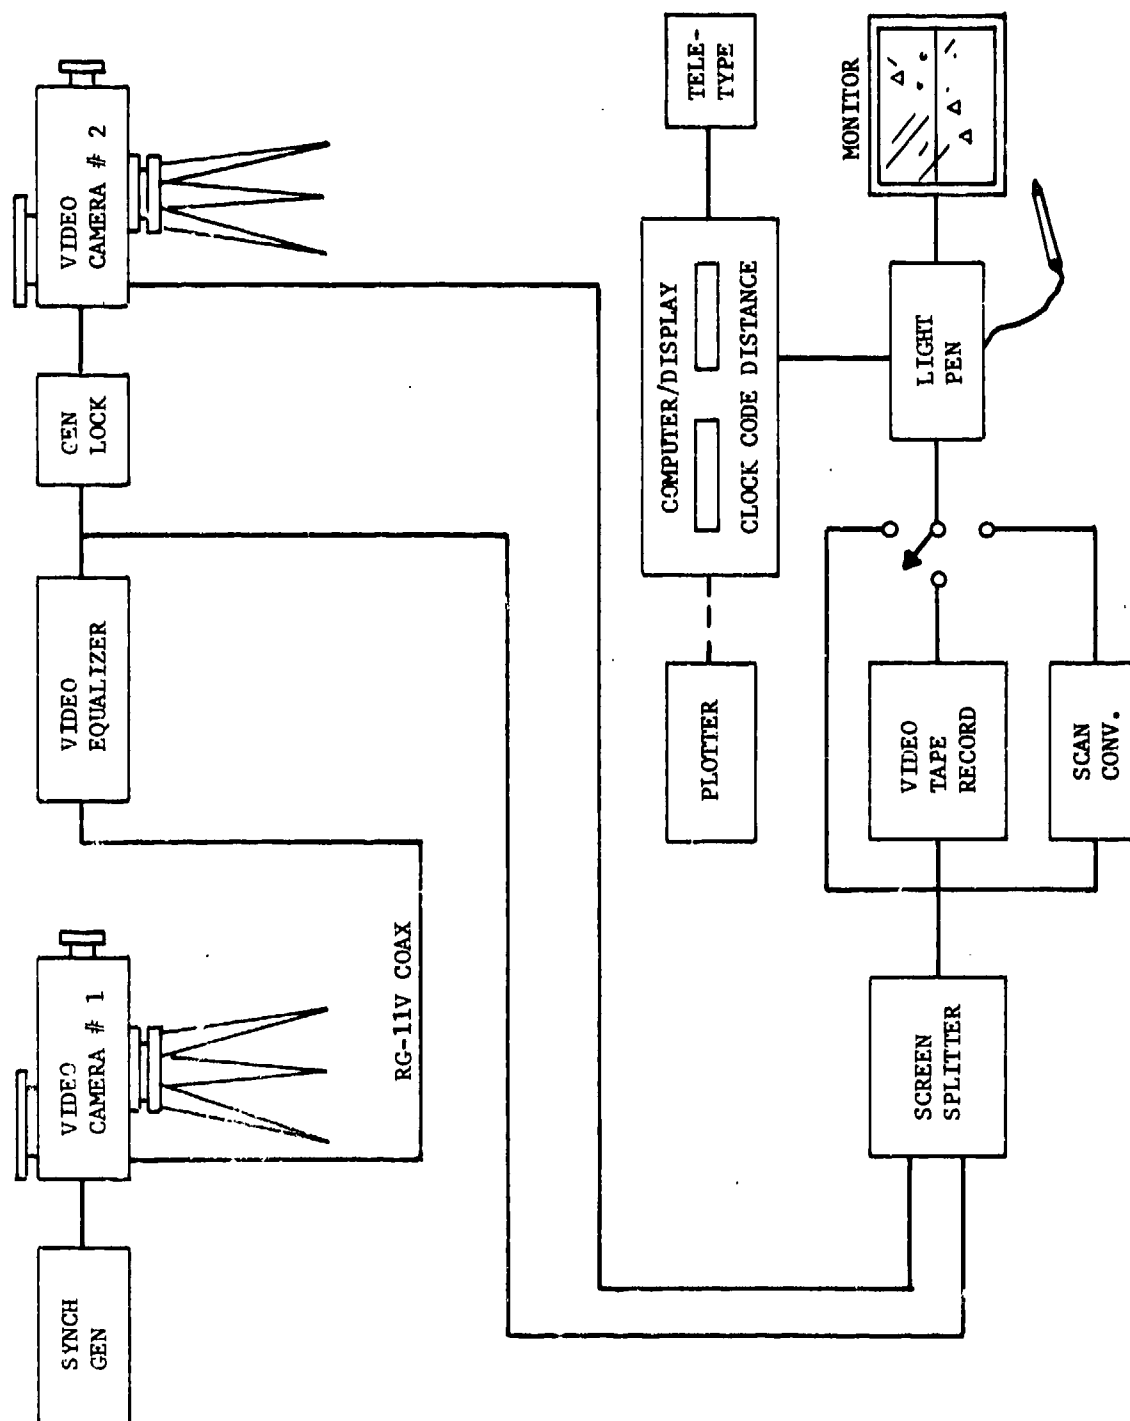 SYNCH
GEN
VIDEO
CAMERA # 1
RG-11V COAX
VIDEO
EQUALIZER
GEN
LOCK
VIDEO
CAMERA # 2
SCREEN
SPLITTER
VIDEO
TAPE
RECORD
SCAN
CONV.
PLOTTER
COMPUTER/DISPLAY
CLOCK CODE DISTANCE
TELE-
TYPE
LIGHT
PEN
MONITOR